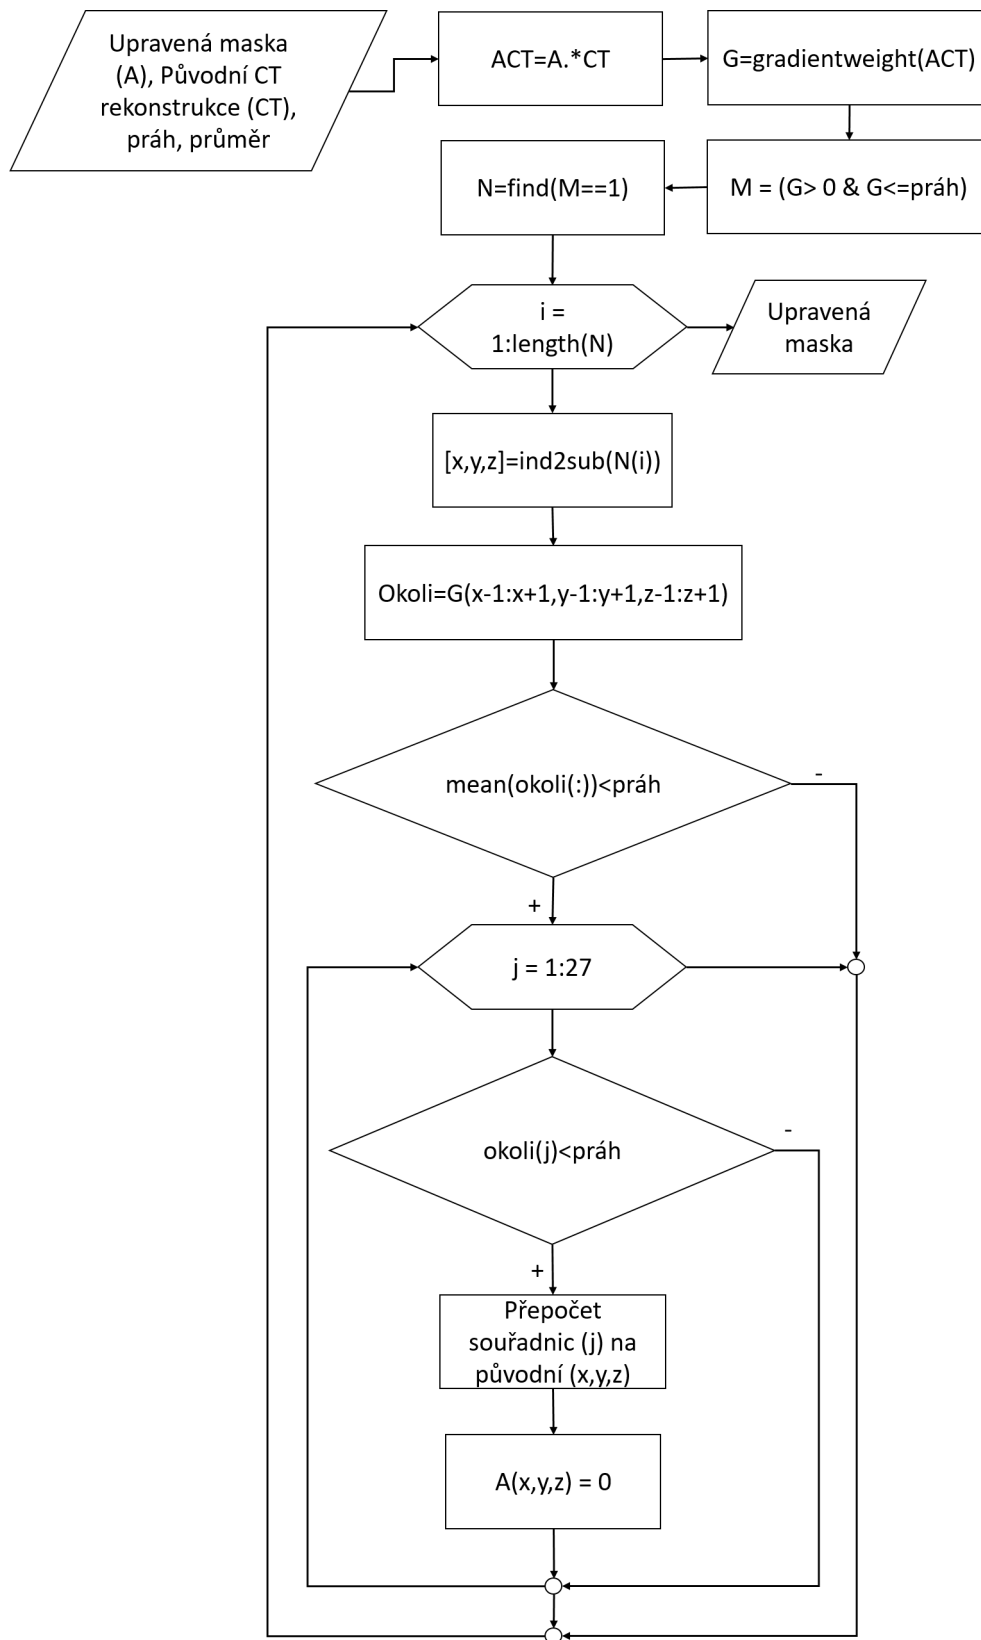 Upravená maska
(A), Původní CT
rekonstrukce (CT),
práh, průměr
ACT=A.*CT
G=gradientweight(ACT)
M = (G> 0 & G<=práh)
N=find(M==1)
i =
1:length(N)
Upravená
maska
[x,y,z]=ind2sub(N(i))
Okoli=G(x-1:x+1,y-1:y+1,z-1:z+1)
mean(okoli(:))<práh
-
+
j = 1:27
okoli(j)<práh
-
+
Přepočet
souřadnic (j) na
původní (x,y,z)
A(x,y,z) = 0